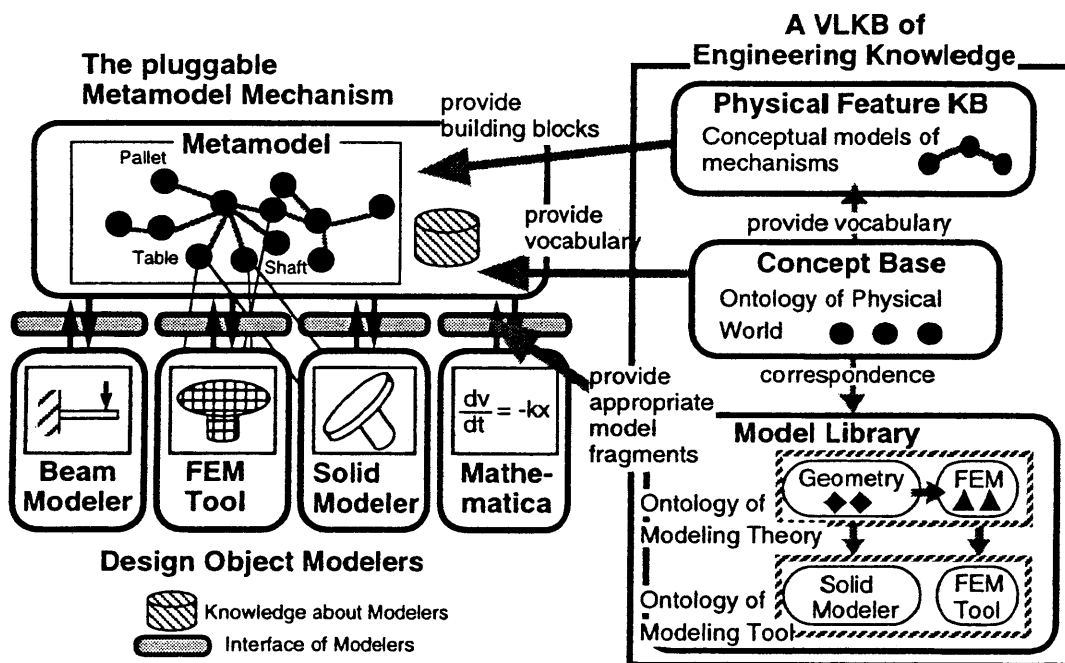 The pluggable
Metamodel Mechanism
provide
building blocks
Metamodel
Pallet
Table
Shaft
provide
vocabulary
A VLKB of
Engineering Knowledge
Physical Feature KB
Conceptual models of
mechanisms
provide vocabulary
Concept Base
Ontology of Physical
World
correspondence
provide
appropriate
model
fragments
Model Library
Geometry
FEM
Ontology of
Modeling Theory
Solid
Modeler
FEM
Tool
Ontology of
Modeling Tool
Beam
Modeler
FEM
Tool
Solid
Modeler
dv
dt
= -kx
Mathe-
matica
Design Object Modelers
Knowledge about Modelers
Interface of Modelers